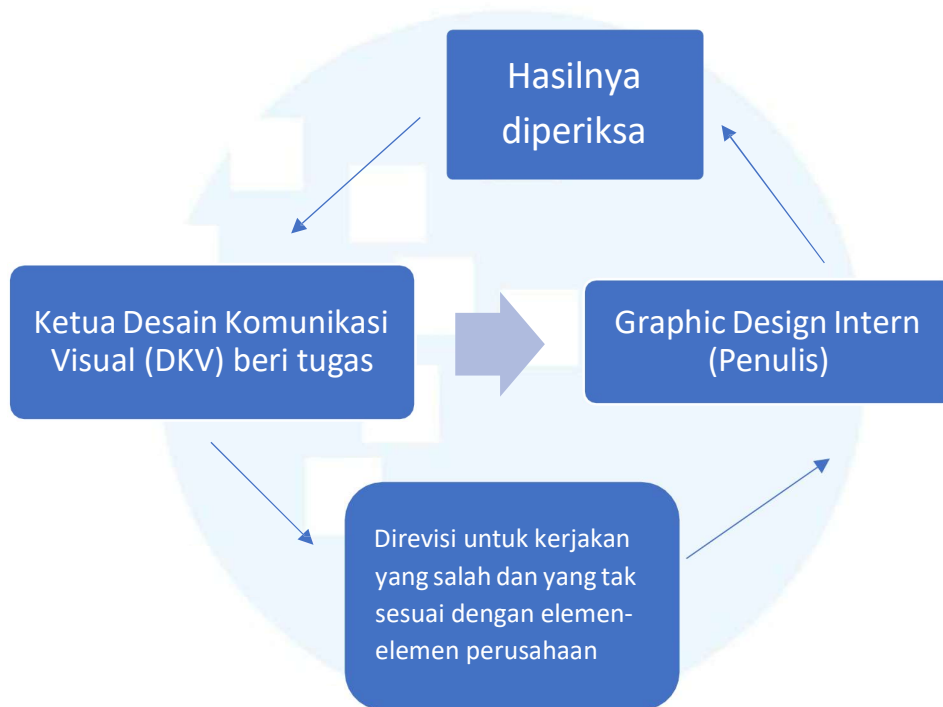 Hasilnya
diperiksa
Ketua Desain Komunikasi
Visual (DKV) beri tugas
Graphic Design Intern
(Penulis)
Direvisi untuk kerjakan
yang salah dan yang tak
sesuai dengan elemen-
elemen perusahaan